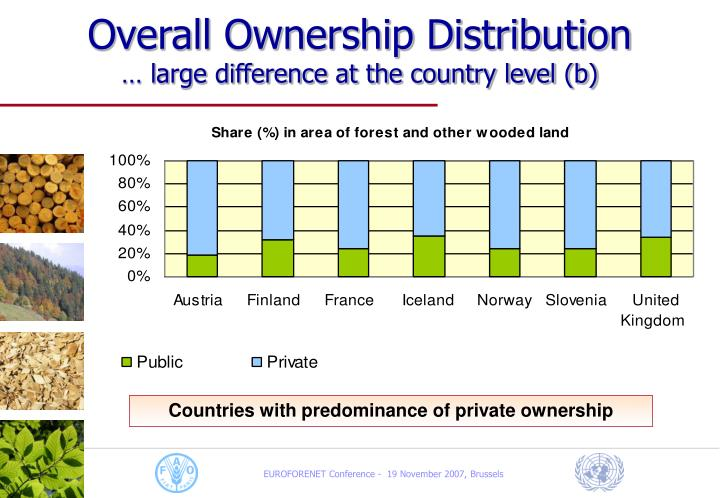 Overall Ownership Distribution
… large difference at the country level (b)
Share (%) in area of forest and other wooded land
100%
80%
60%
40%
20%
0%
Austria Finland France Iceland Norway Slovenia United
Kingdom
Public Private
Countries with predominance of private ownership
FAO
EUROFORENET Conference - 19 November 2007, Brussels